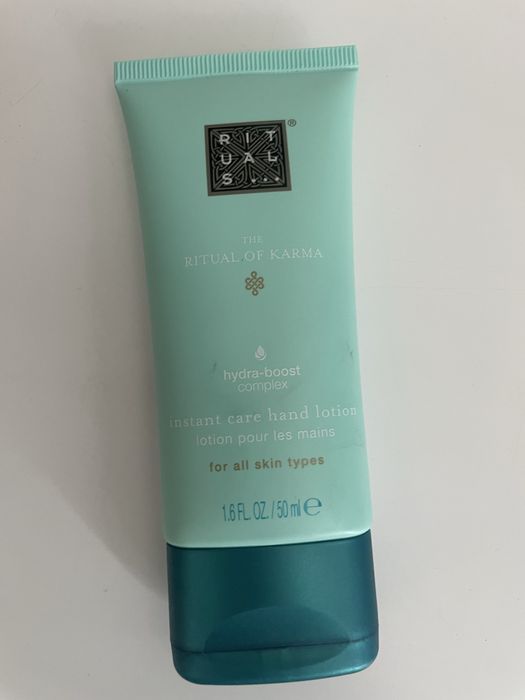 RIT
UAL
S...
®
THE
RITUAL OF KARMA
hydra-boost
complex
instant care hand lotion
lotion pour les mains
for all skin types
1.6 FL. OZ. / 50 ml ℮